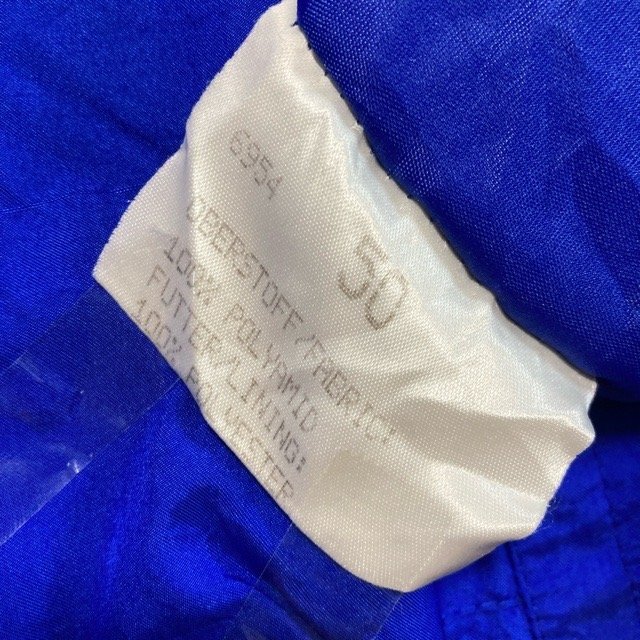 6954
50
OBERSTOFF/FABRIC:
100% POLYAMID
FUTTER/LINING:
100% POLYESTER